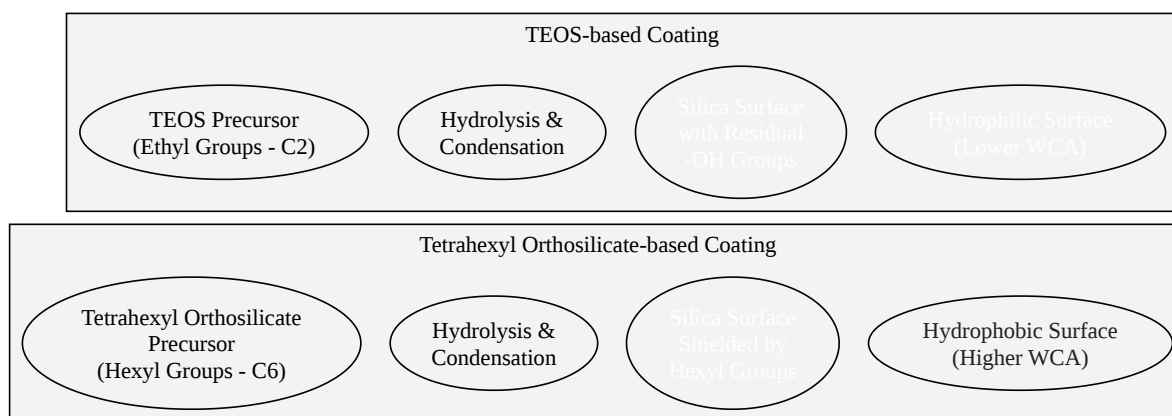 TEOS-based Coating
TEOS Precursor
(Ethyl Groups - C2)
Hydrolysis &
Condensation
Silica Surface
with Residual
-OH Groups
Hydrophilic Surface
(Lower WCA)
Tetrahexyl Orthosilicate-based Coating
Tetrahexyl Orthosilicate
Precursor
(Hexyl Groups - C6)
Hydrolysis &
Condensation
Silica Surface
Shielded by
Hexyl Groups
Hydrophobic Surface
(Higher WCA)